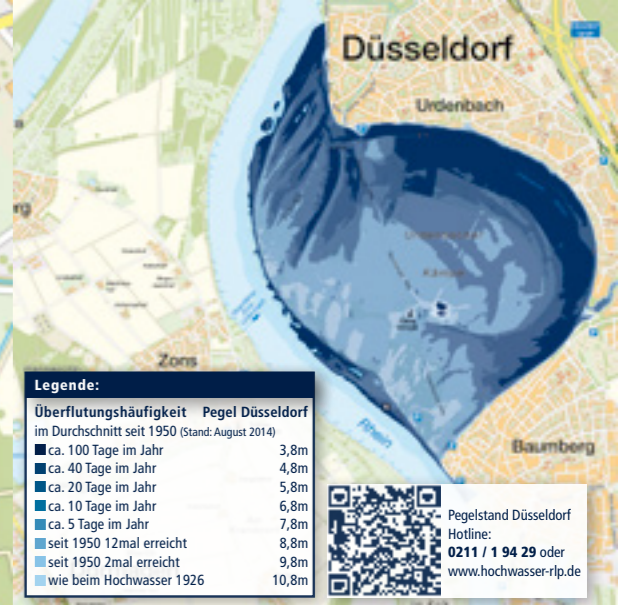 Düsseldorf
Urdenbach
Urdenbacher
Kämpe
Zons
Rhein
Baumberg
Legende:
Überflutungshäufigkeit Pegel Düsseldorf
im Durchschnitt seit 1950 (Stand: August 2014)
ca. 100 Tage im Jahr 3,8m
ca. 40 Tage im Jahr 4,8m
ca. 20 Tage im Jahr 5,8m
ca. 10 Tage im Jahr 6,8m
ca. 5 Tage im Jahr 7,8m
seit 1950 12mal erreicht 8,8m
seit 1950 2mal erreicht 9,8m
wie beim Hochwasser 1926 10,8m
Pegelstand Düsseldorf
Hotline:
0211 / 1 94 29 oder
www.hochwasser-rlp.de